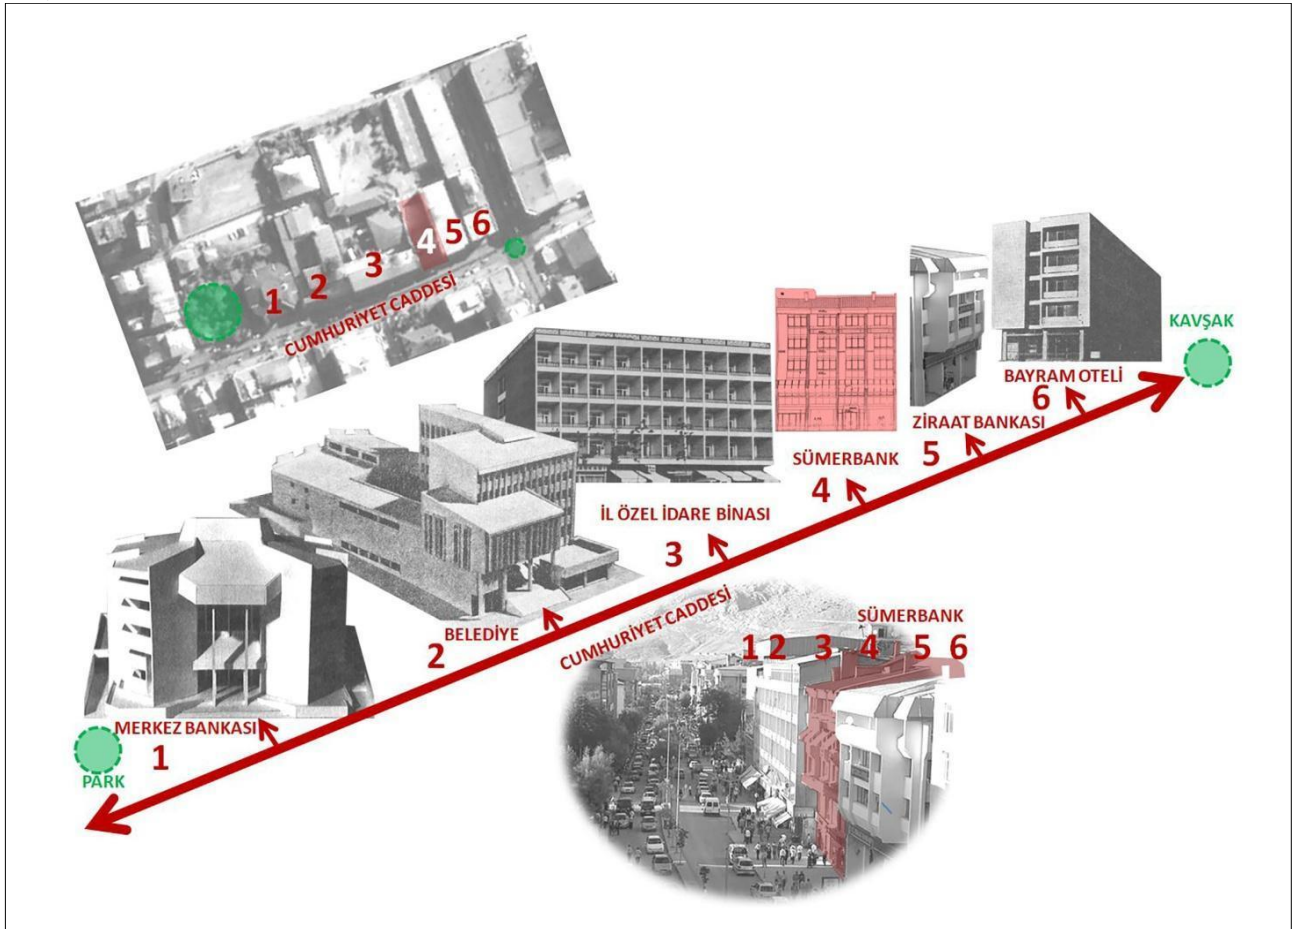 1
2
3
4
5
6
CUMHURİYET CADDESİ
KAVŞAK
BAYRAM OTELİ
6
ZİRAAT BANKASI
5
SÜMERBANK
4
İL ÖZEL İDARE BİNASI
3
BELEDİYE
2
CUMHURİYET CADDESİ
MERKEZ BANKASI
1
PARK
SÜMERBANK
1 2 3 4 5 6